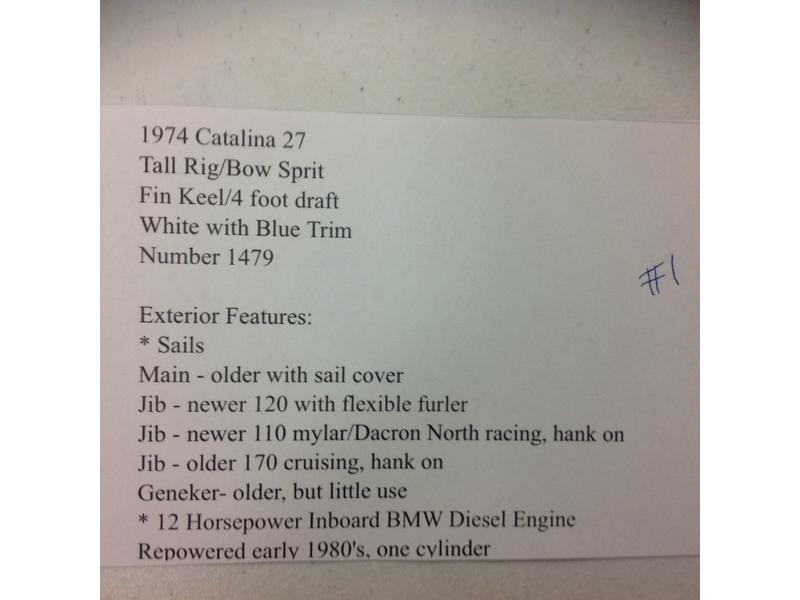 1974 Catalina 27
Tall Rig/Bow Sprit
Fin Keel/4 foot draft
White with Blue Trim
Number 1479
#1
Exterior Features:
* Sails
Main - older with sail cover
Jib - newer 120 with flexible furler
Jib - newer 110 mylar/Dacron North racing, hank on
Jib - older 170 cruising, hank on
Geneker- older, but little use
* 12 Horsepower Inboard BMW Diesel Engine
Repowered early 1980's, one cylinder